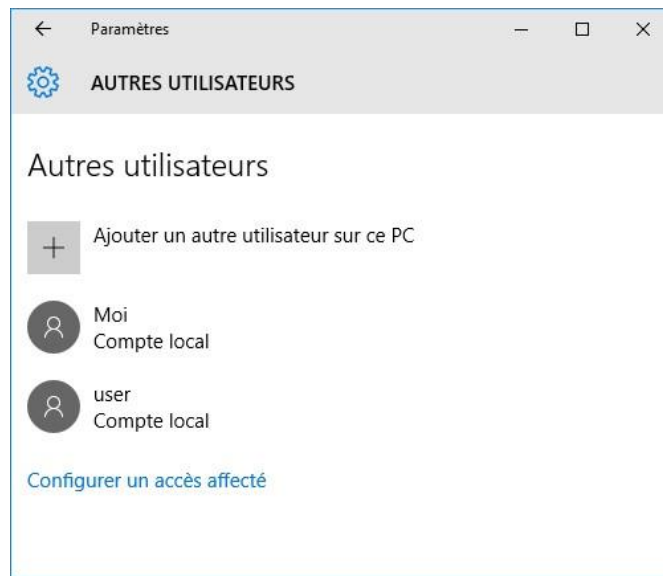 Paramètres
AUTRES UTILISATEURS
Autres utilisateurs
Ajouter un autre utilisateur sur ce PC
Moi
Compte local
user
Compte local
Configurer un accès affecté